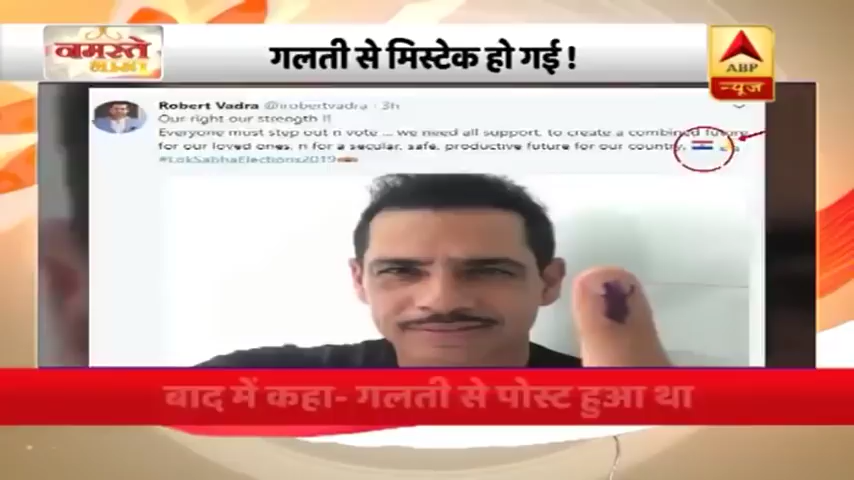 नमस्ते
गलती से मिस्टेक हो गई !
ABP
न्यूज़
Robert Vadra @irobertvadra · 3h
Our right our strength !!
Everyone must step out n vote ... we need all support, to create a combined future
for our loved ones, n for a secular, safe, productive future for our country.
#LokSabhaElections2019
बाद में कहा- गलती से पोस्ट हुआ था